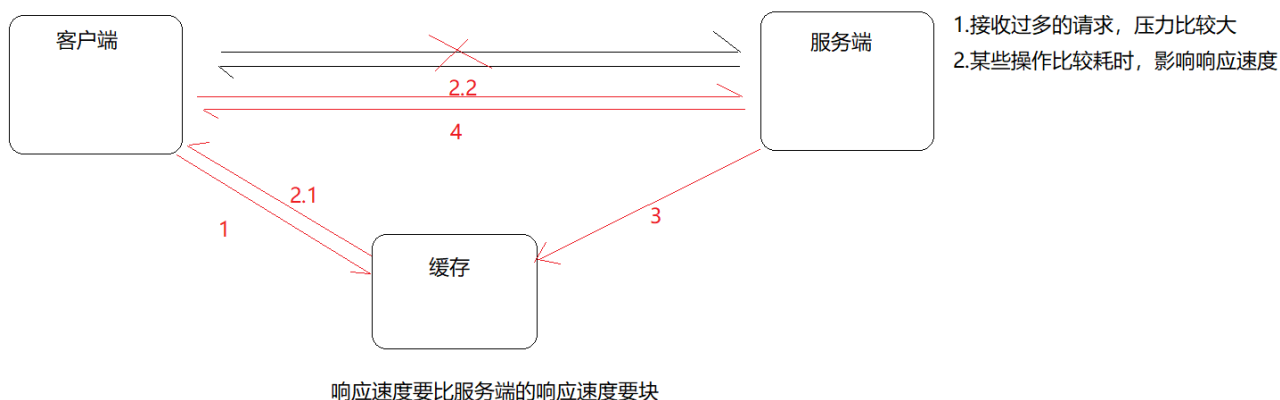 客户端
服务端
1.接收过多的请求，压力比较大
2.某些操作比较耗时，影响响应速度
2.2
4
2.1
1
3
缓存
响应速度要比服务端的响应速度要块